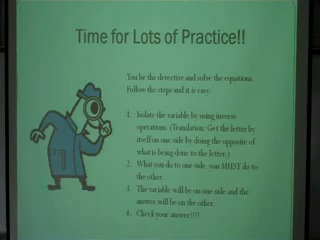 Time for Lots of Practice!!
You be the detective and solve the equations.
Follow the steps and it is easy:
1. Isolate the variable by using inverse
operations. (Translation: Get the letter by
itself on one side by doing the opposite of
what is being done to the letter.)
2. What you do to one side, you MUST do to
the other.
3. The variable will be on one side and the
answer will be on the other.
4. Check your answer!!!!